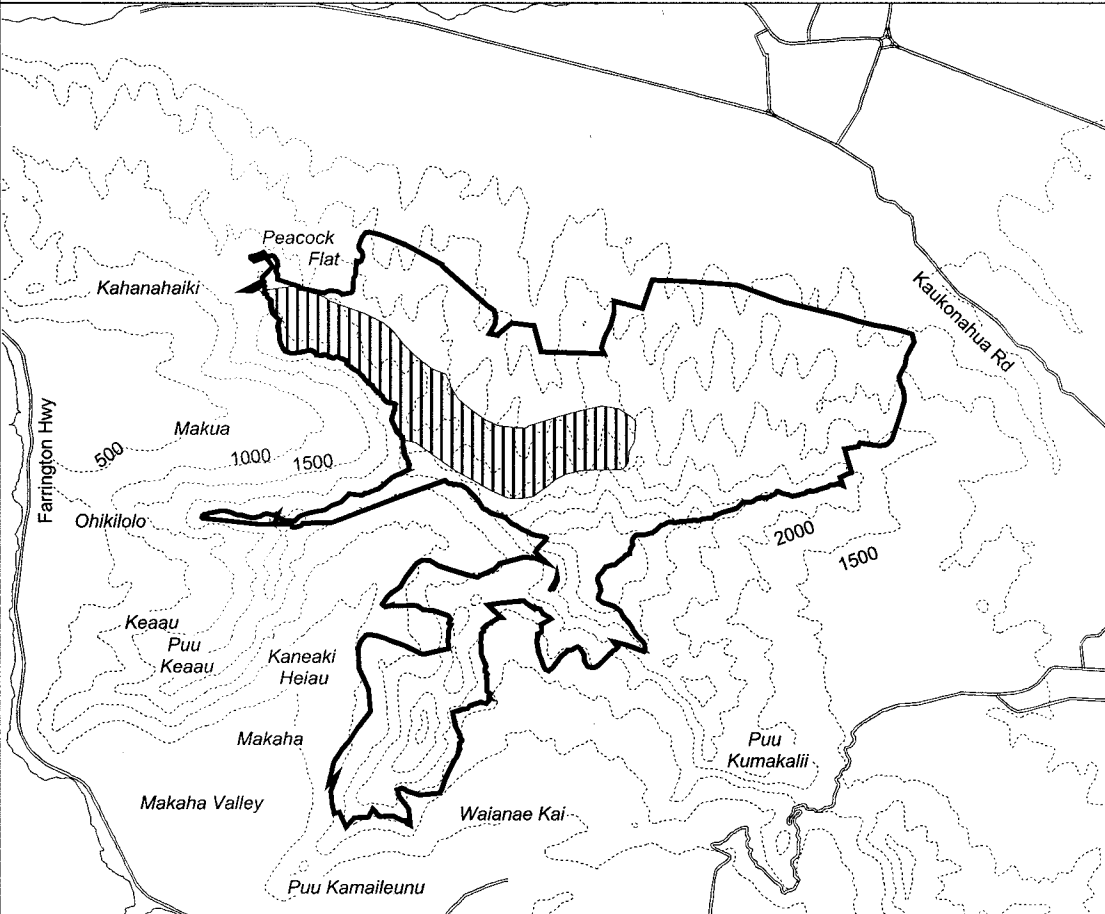 Peacock
Flat
Kahanahaiki
Kaukonahua Rd
Farrington Hwy
Makua
500
1000
1500
Ohikilolo
2000
1500
Keaau
Puu
Keaau
Kaneaki
Heiau
Makaha
Puu
Kumakalii
Makaha Valley
Waianae Kai
Puu Kamaileunu